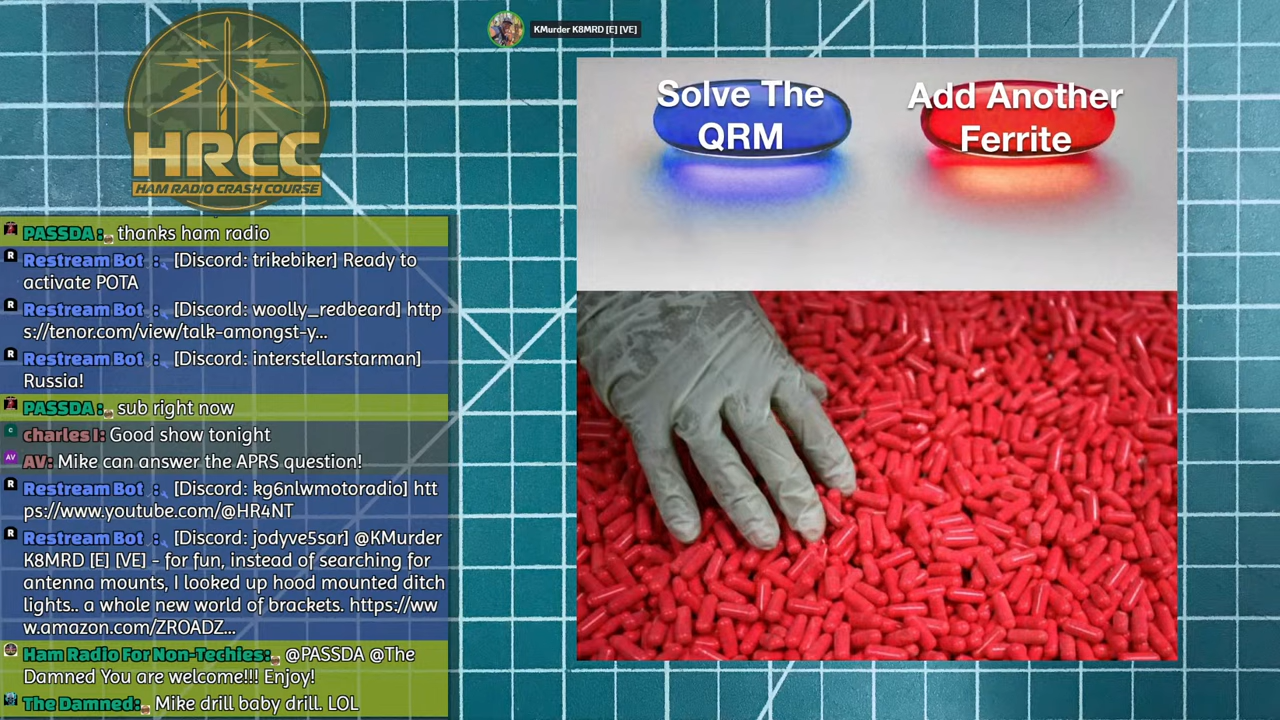 KMurder K8MRD [E] [VE]
HRCC
HAM RADIO CRASH COURSE
Solve The
QRM
Add Another
Ferrite
PASSDA : thanks ham radio
Restream Bot : [Discord: trikebiker] Ready to
activate POTA
Restream Bot : [Discord: woolly_redbeard] http
s://tenor.com/view/talk-amongst-y...
Restream Bot : [Discord: interstellarstarman]
Russia!
PASSDA : sub right now
charles I: Good show tonight
AV: Mike can answer the APRS question!
Restream Bot : [Discord: kg6nlwmotoradio] htt
ps://www.youtube.com/@HR4NT
Restream Bot : [Discord: jodyve5sar] @KMurder
K8MRD [E] [VE] - for fun, instead of searching for
antenna mounts, I looked up hood mounted ditch
lights.. a whole new world of brackets. https://ww
w.amazon.com/ZROADZ...
Ham Radio For Non-Techies: @PASSDA @The
Damned You are welcome!!! Enjoy!
The Damned: Mike drill baby drill. LOL